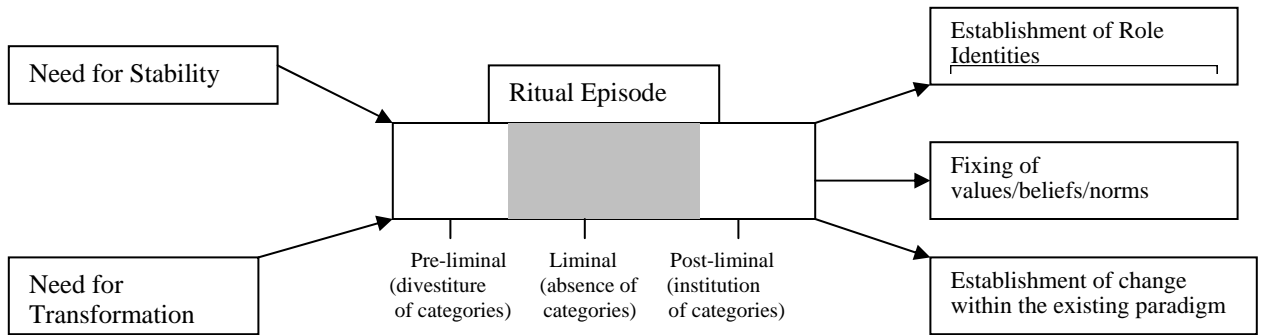 Need for Stability
Need for
Transformation
Ritual Episode
Pre-liminal
(divestiture
of categories)
Liminal
(absence of
categories)
Post-liminal
(institution
of categories)
Establishment of Role
Identities
Fixing of
values/beliefs/norms
Establishment of change
within the existing paradigm